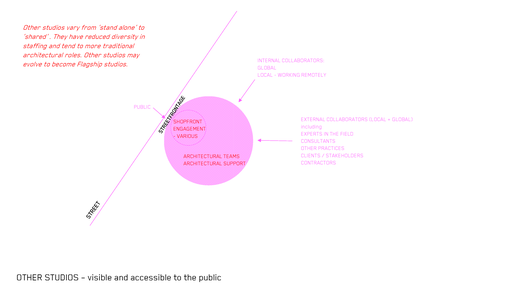 Other studios vary from 'stand alone' to
'shared'. They have reduced diversity in
staffing and tend to more traditional
architectural roles. Other studios may
evolve to become Flagship studios.
INTERNAL COLLABORATORS:
GLOBAL
LOCAL - WORKING REMOTELY
PUBLIC
STREETFRONTAGE
SHOPFRONT
ENGAGEMENT
- VARIOUS
EXTERNAL COLLABORATORS (LOCAL + GLOBAL)
including:
EXPERTS IN THE FIELD
CONSULTANTS
OTHER PRACTICES
CLIENTS / STAKEHOLDERS
CONTRACTORS
ARCHITECTURAL TEAMS
ARCHITECTURAL SUPPORT
STREET
OTHER STUDIOS – visible and accessible to the public